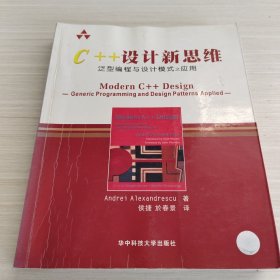 C++设计新思维
泛型编程与设计模式之应用
Modern C++ Design
Generic Programming and Design Patterns Applied
Andrei Alexandrescu 著
侯捷 於春景 译
华中科技大学出版社